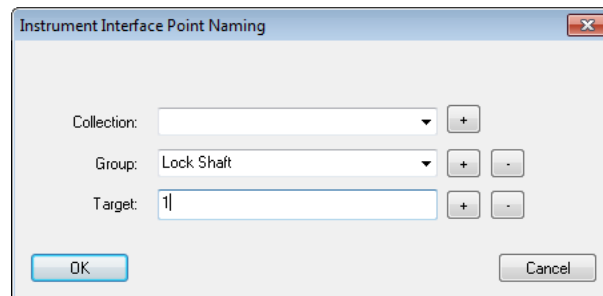 Instrument Interface Point Naming
Collection: +
Group: Lock Shaft + -
Target: 1 + -
OK Cancel